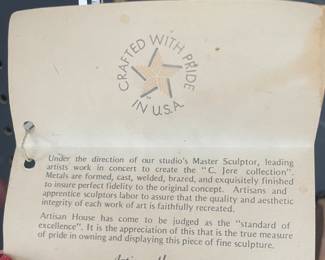 CRAFTED WITH PRIDE
IN U.S.A.
Under the direction of our studio's Master Sculptor, leading
artists work in concert to create the "C. Jere collection".
Metals are formed, cast, welded, brazed, and exquisitely finished
to insure perfect fidelity to the original concept. Artisans and
apprentice sculptors labor to assure that the quality and aesthetic
integrity of each work of art is faithfully recreated.
Artisan House has come to be judged as the "standard of
excellence". It is the appreciation of this that is the true measure
of pride in owning and displaying this piece of fine sculpture.